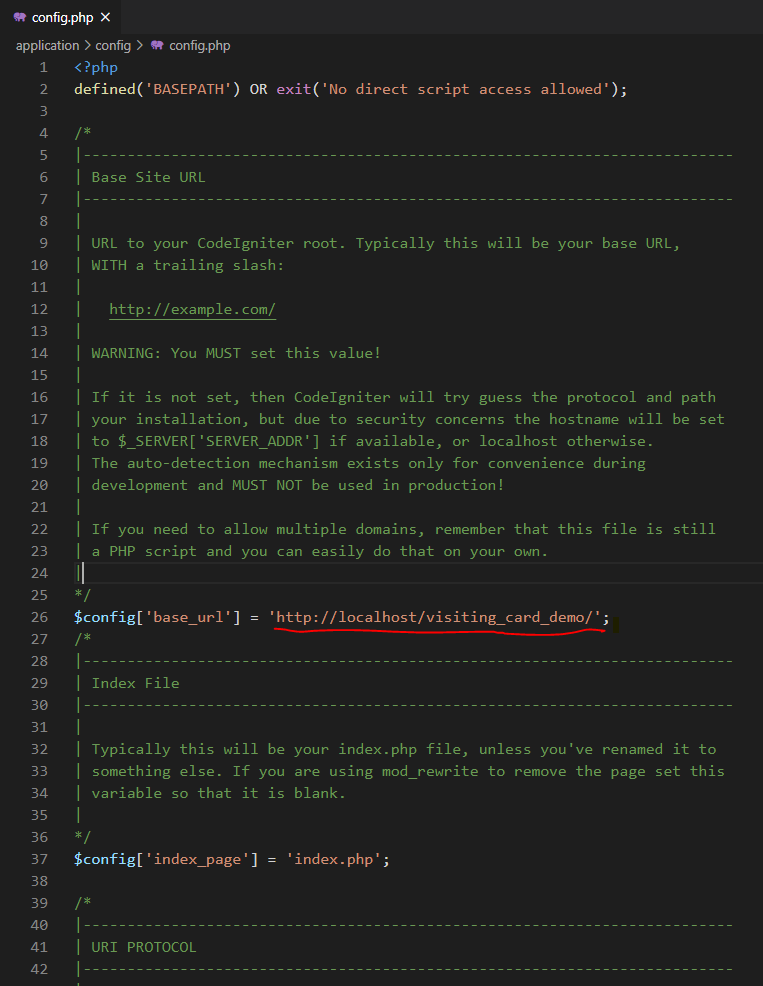 config.php ×
application > config > config.php
1 <?php
2 defined('BASEPATH') OR exit('No direct script access allowed');
3
4 /*
5 |--------------------------------------------------------------------------
6 | Base Site URL
7 |--------------------------------------------------------------------------
8 |
9 | URL to your CodeIgniter root. Typically this will be your base URL,
10 | WITH a trailing slash:
11 |
12 |   http://example.com/
13 |
14 | WARNING: You MUST set this value!
15 |
16 | If it is not set, then CodeIgniter will try guess the protocol and path
17 | your installation, but due to security concerns the hostname will be set
18 | to $_SERVER['SERVER_ADDR'] if available, or localhost otherwise.
19 | The auto-detection mechanism exists only for convenience during
20 | development and MUST NOT be used in production!
21 |
22 | If you need to allow multiple domains, remember that this file is still
23 | a PHP script and you can easily do that on your own.
24 |
25 */
26 $config['base_url'] = 'http://localhost/visiting_card_demo/';
27 /*
28 |--------------------------------------------------------------------------
29 | Index File
30 |--------------------------------------------------------------------------
31 |
32 | Typically this will be your index.php file, unless you've renamed it to
33 | something else. If you are using mod_rewrite to remove the page set this
34 | variable so that it is blank.
35 |
36 */
37 $config['index_page'] = 'index.php';
38
39 /*
40 |--------------------------------------------------------------------------
41 | URI PROTOCOL
42 |--------------------------------------------------------------------------